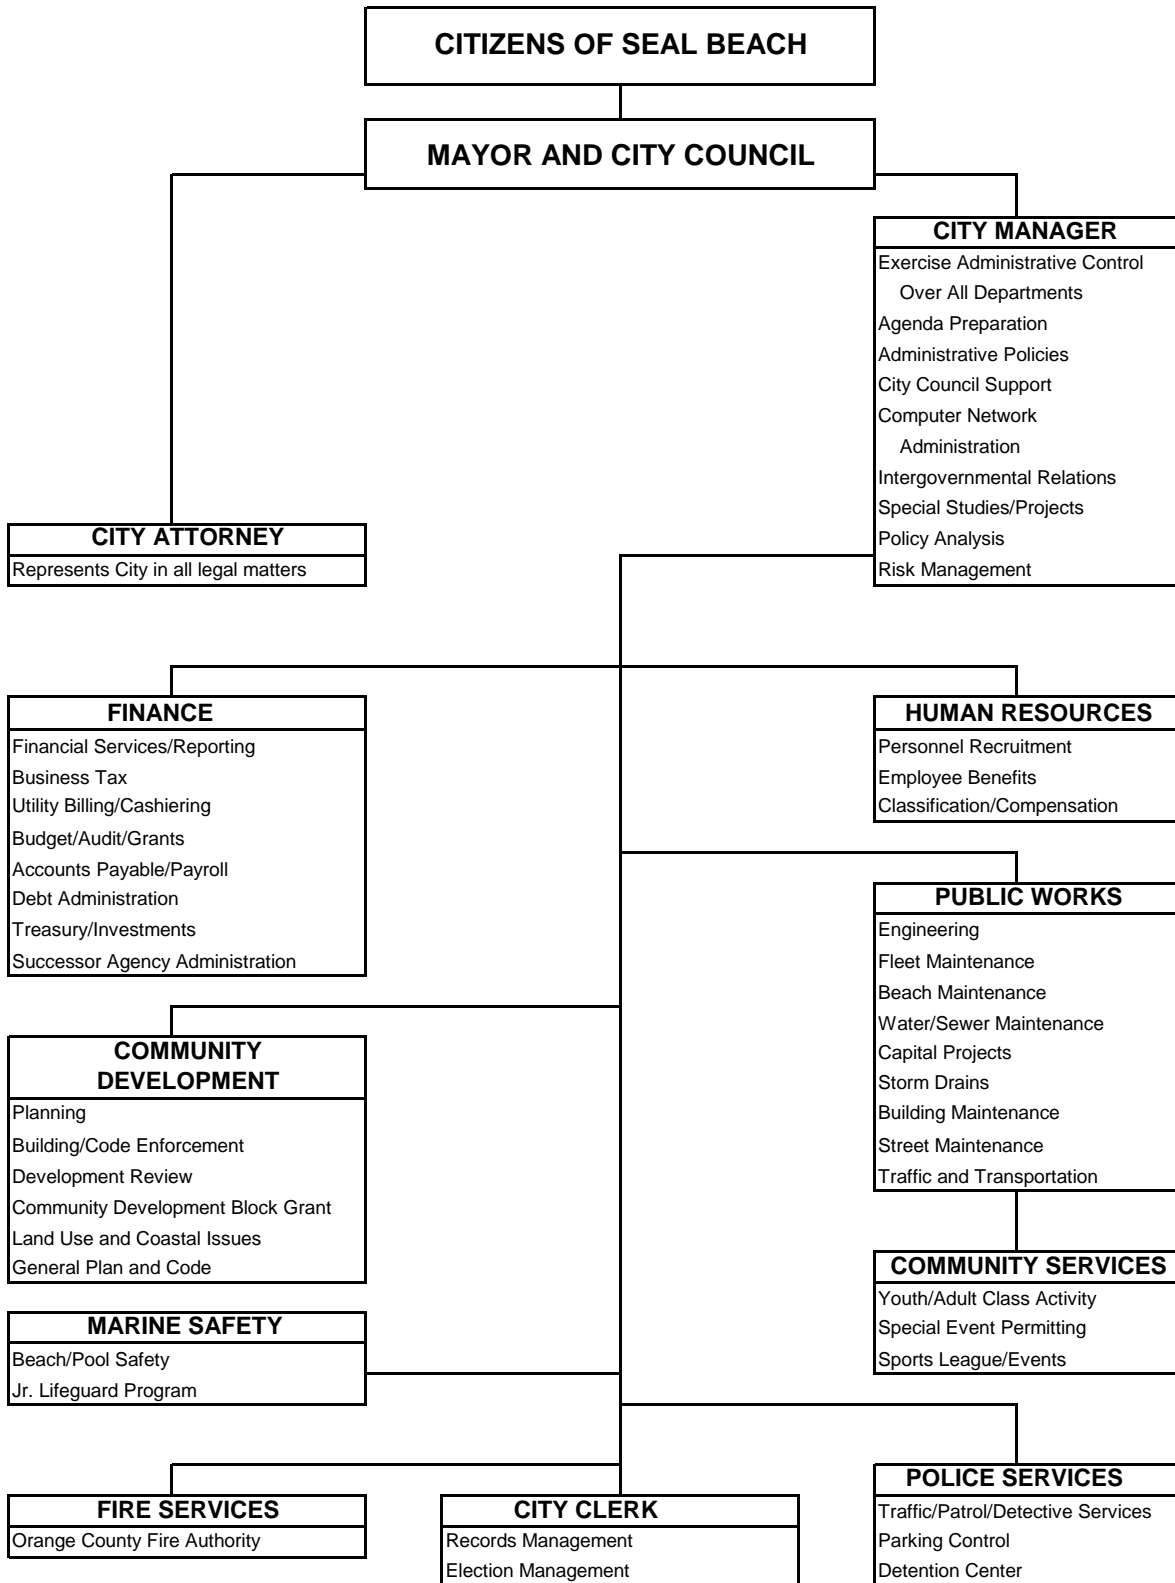 CITIZENS OF SEAL BEACH
MAYOR AND CITY COUNCIL
CITY MANAGER
Exercise Administrative Control
Over All Departments
Agenda Preparation
Administrative Policies
City Council Support
Computer Network
Administration
Intergovernmental Relations
Special Studies/Projects
Policy Analysis
Risk Management
CITY ATTORNEY
Represents City in all legal matters
FINANCE
Financial Services/Reporting
Business Tax
Utility Billing/Cashiering
Budget/Audit/Grants
Accounts Payable/Payroll
Debt Administration
Treasury/Investments
Successor Agency Administration
HUMAN RESOURCES
Personnel Recruitment
Employee Benefits
Classification/Compensation
PUBLIC WORKS
Engineering
Fleet Maintenance
Beach Maintenance
Water/Sewer Maintenance
Capital Projects
Storm Drains
Building Maintenance
Street Maintenance
Traffic and Transportation
COMMUNITY
DEVELOPMENT
Planning
Building/Code Enforcement
Development Review
Community Development Block Grant
Land Use and Coastal Issues
General Plan and Code
COMMUNITY SERVICES
Youth/Adult Class Activity
Special Event Permitting
Sports League/Events
MARINE SAFETY
Beach/Pool Safety
Jr. Lifeguard Program
FIRE SERVICES
Orange County Fire Authority
CITY CLERK
Records Management
Election Management
POLICE SERVICES
Traffic/Patrol/Detective Services
Parking Control
Detention Center